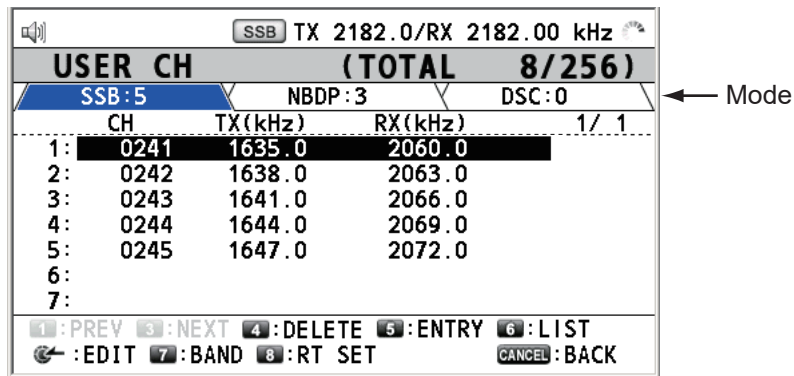 SSB TX 2182.0/RX 2182.00 kHz
USER CH (TOTAL 8/256)
SSB:5 NBDP:3 DSC:0
Mode
CH TX(kHz) RX(kHz) 1/ 1
1: 0241 1635.0 2060.0
2: 0242 1638.0 2063.0
3: 0243 1641.0 2066.0
4: 0244 1644.0 2069.0
5: 0245 1647.0 2072.0
6:
7:
1:PREV 3:NEXT 4:DELETE 5:ENTRY 6:LIST
:EDIT 7:BAND 8:RT SET CANCEL:BACK